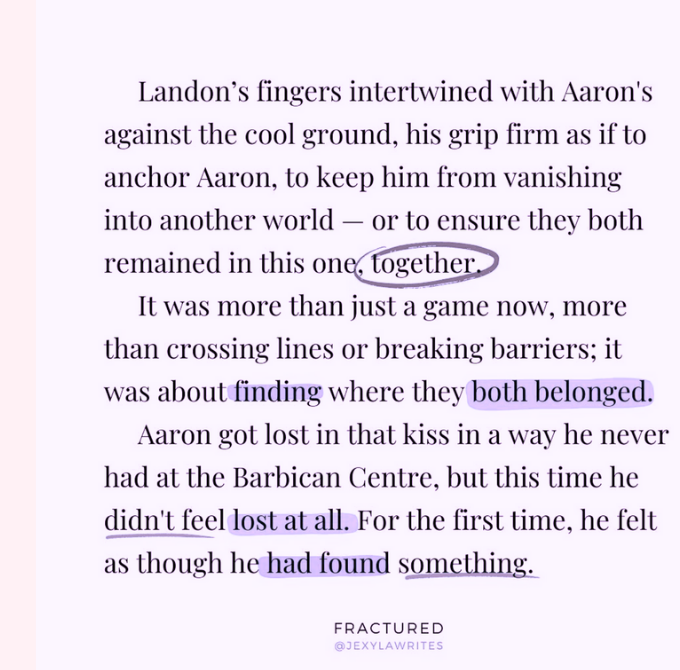 Landon’s fingers intertwined with Aaron's
against the cool ground, his grip firm as if to
anchor Aaron, to keep him from vanishing
into another world — or to ensure they both
remained in this one, together.
It was more than just a game now, more
than crossing lines or breaking barriers; it
was about finding where they both belonged.
Aaron got lost in that kiss in a way he never
had at the Barbican Centre, but this time he
didn't feel lost at all. For the first time, he felt
as though he had found something.
FRACTURED
@JEXYLAWRITES